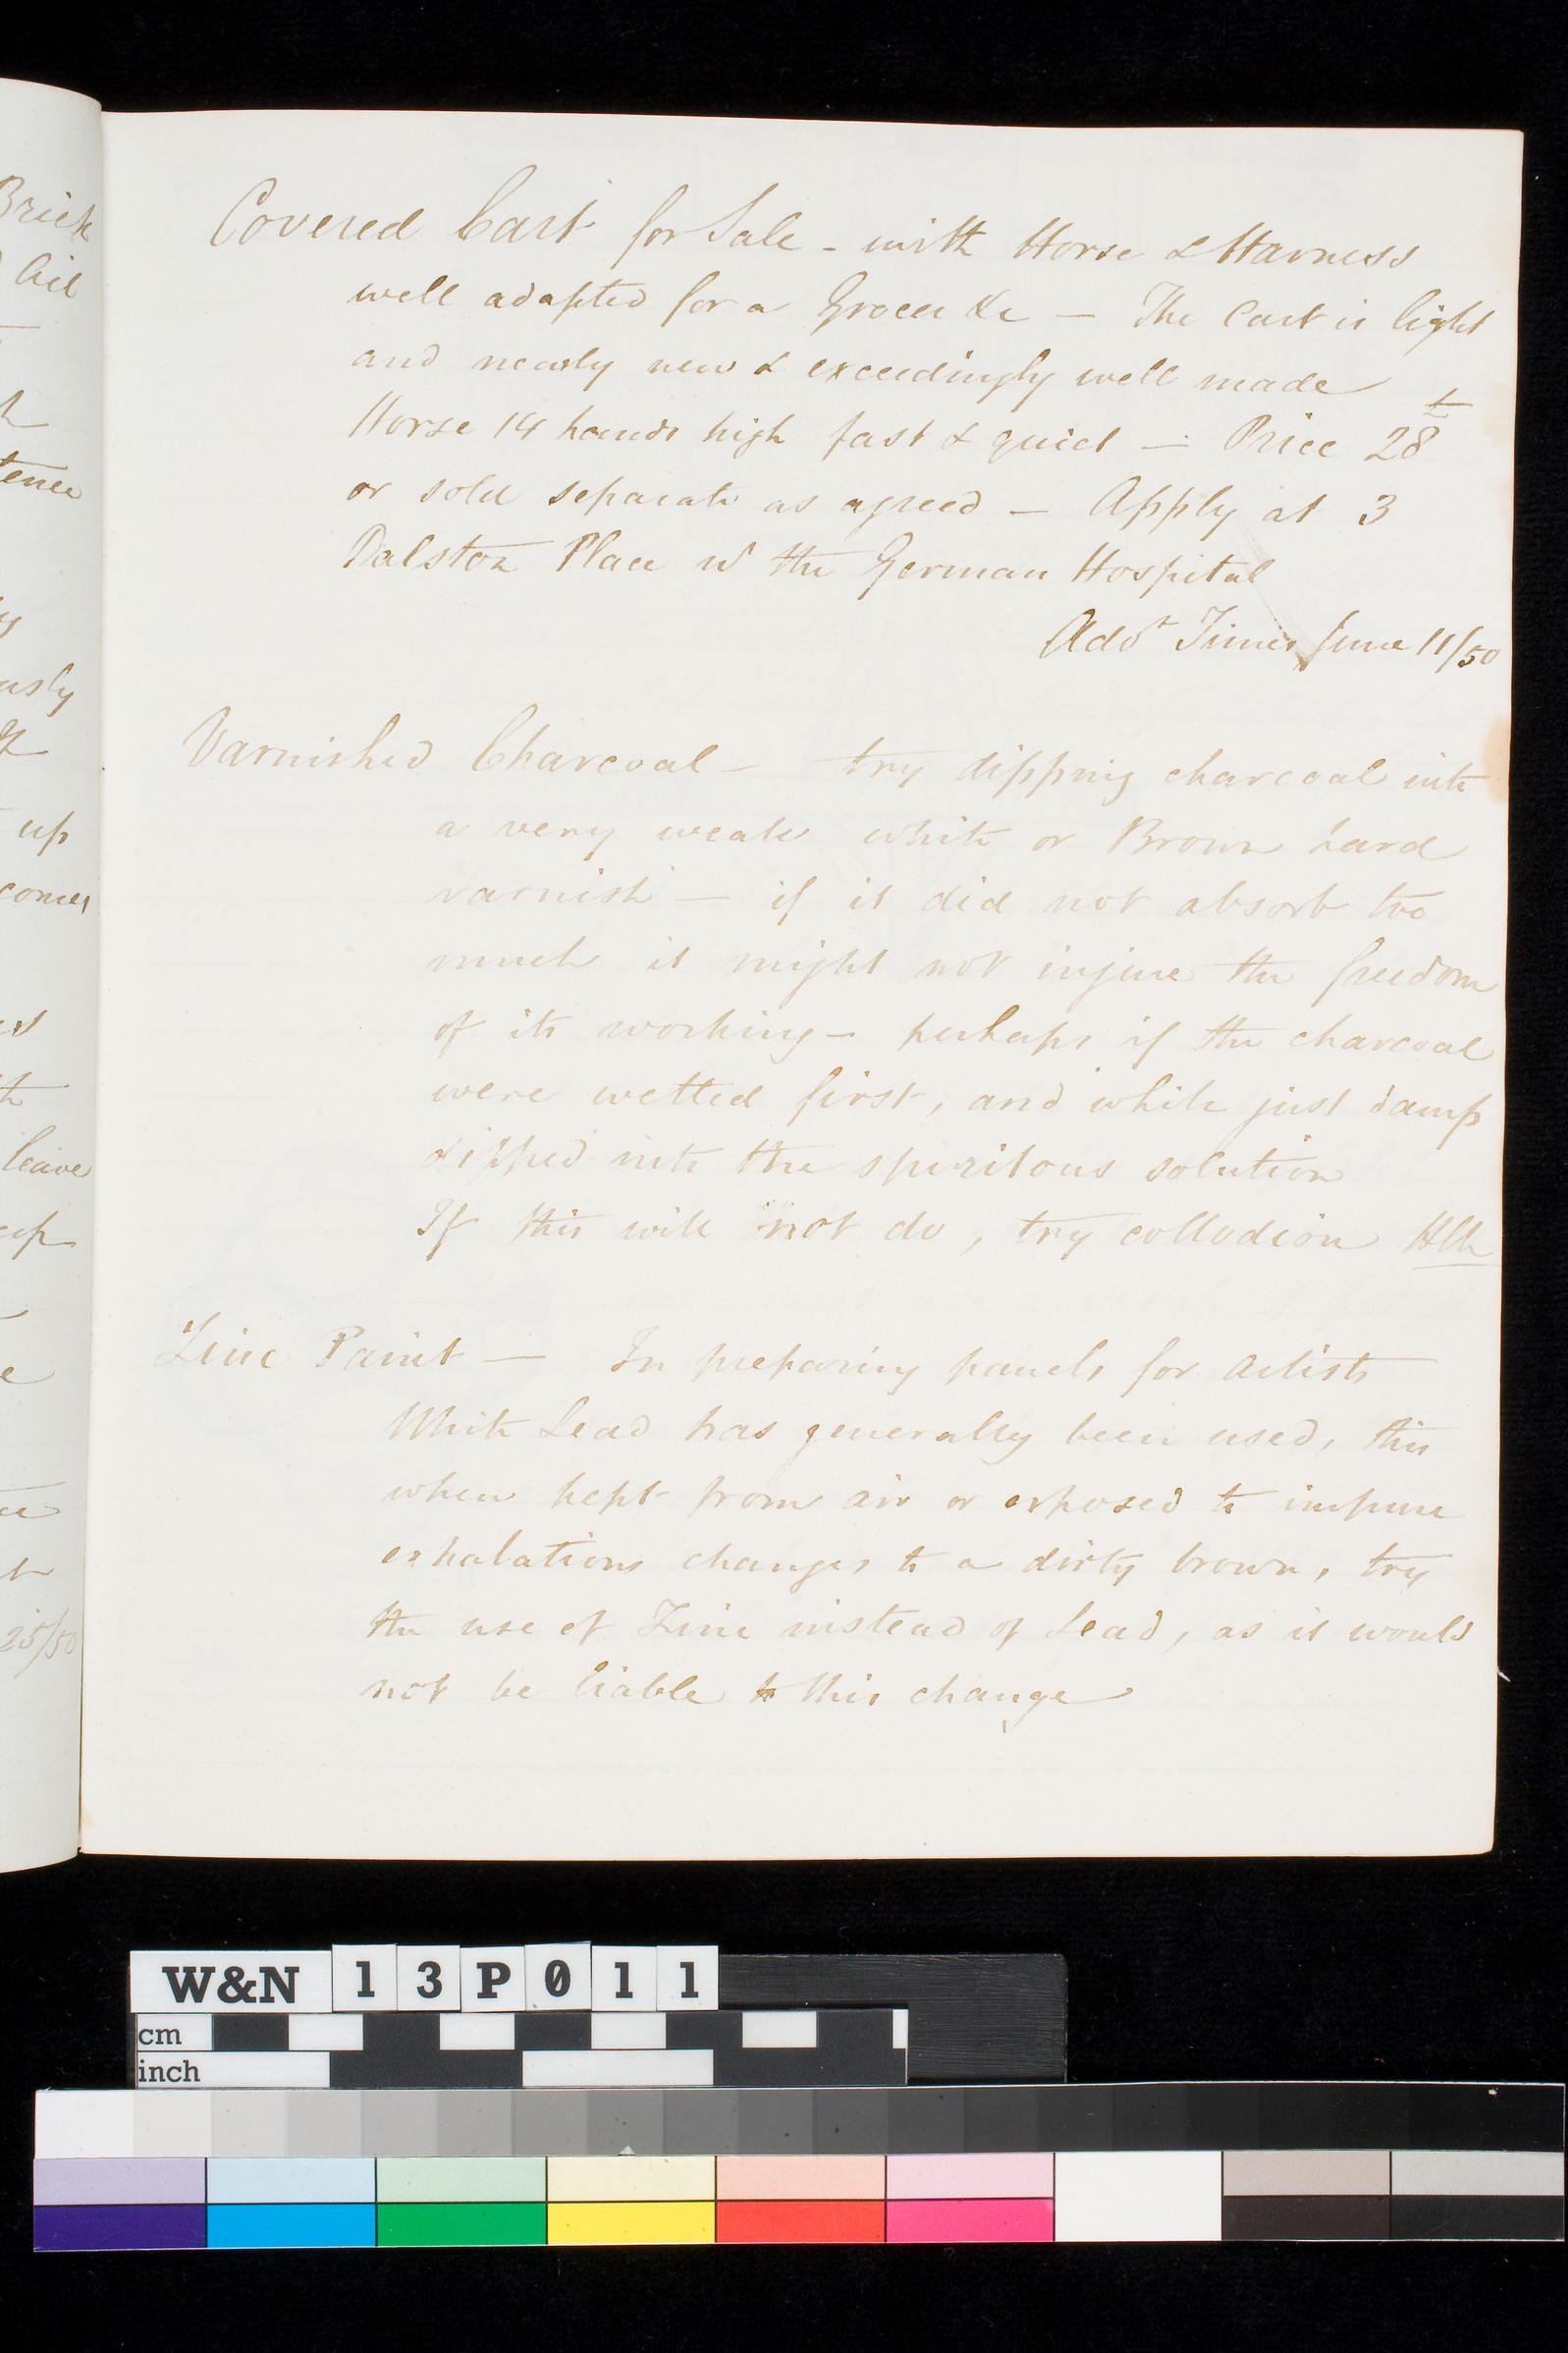 Brick
Oil
tence
usly
up
comes
leave
up
25/50
Covered Cart for Sale - with Horse & Harness
well adapted for a Grocer &c — The Cart is light
and nearly new & exceedingly well made
Horse 14 hands high fast & quiet — Price 28£
or sold separate as agreed — Apply at 3
Dalston Place the German Hospital
Advt Times June 11/50
Varnished Charcoal — try dipping charcoal into
a very weak white or Brown hard
varnish — if it did not absorb too
much it might not injure the freedom
of its working — perhaps if the charcoal
were wetted first, and while just damp
dipped into the spiritous solution
If this will not do, try collodion
Zinc Paint — In preparing panels for Artists
White Lead has generally been used, this
when kept from air or exposed to impure
exhalations changes to a dirty brown, try
the use of Zinc instead of Lead, as it would
not be liable to this change
W&N 13P011
cm
inch